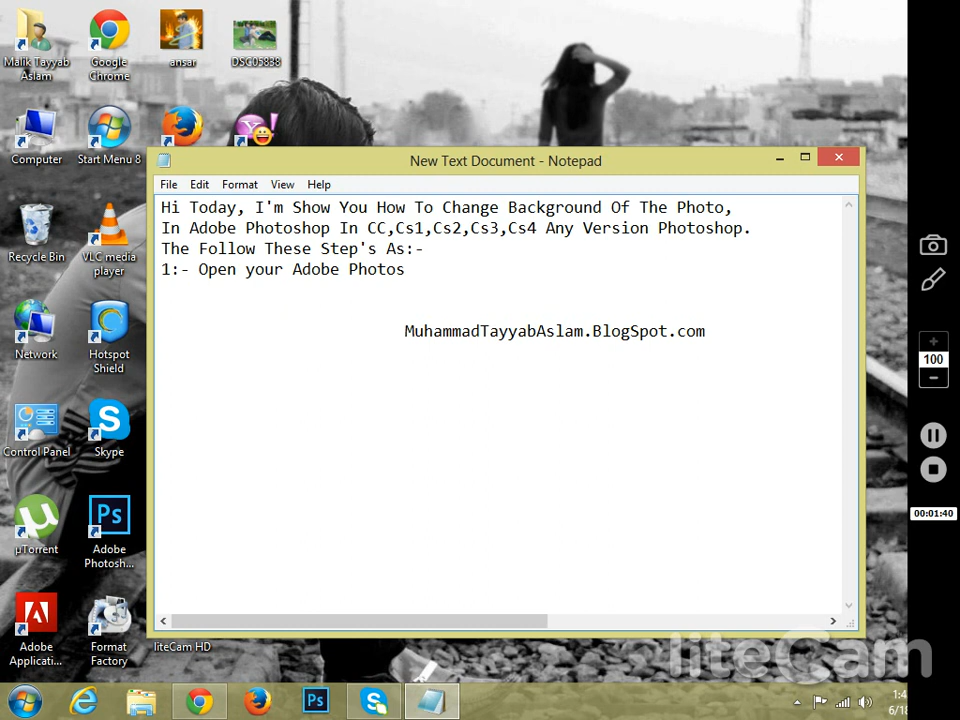 Malik Tayyab Aslam
Google Chrome
ansar
DSC05838
Computer
Start Menu 8
Recycle Bin
VLC media player
Network
Hotspot Shield
Control Panel
Skype
µTorrent
Adobe Photosh...
Adobe Applicati...
Format Factory
liteCam HD
New Text Document - Notepad
File Edit Format View Help
Hi Today, I'm Show You How To Change Background Of The Photo,
In Adobe Photoshop In CC,Cs1,Cs2,Cs3,Cs4 Any Version Photoshop.
The Follow These Step's As:-
1:- Open your Adobe Photos
MuhammadTayyabAslam.BlogSpot.com
100
00:01:40
liteCam
Ps
Ps